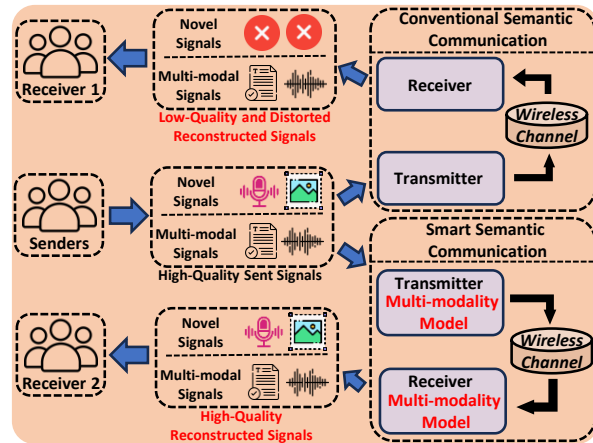 Receiver 1
Novel
Signals
Multi-modal
Signals
Low-Quality and Distorted
Reconstructed Signals
Conventional Semantic
Communication
Receiver
Wireless
Channel
Transmitter
Senders
Novel
Signals
Multi-modal
Signals
High-Quality Sent Signals
Smart Semantic
Communication
Transmitter
Multi-modality
Model
Wireless
Channel
Receiver
Multi-modality
Model
Receiver 2
Novel
Signals
Multi-modal
Signals
High-Quality
Reconstructed Signals